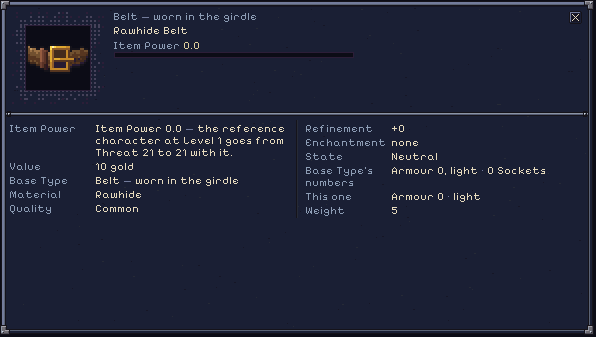 Belt — worn in the girdle
Rawhide Belt
Item Power 0.0
Item Power Item Power 0.0 — the reference
character at Level 1 goes from
Threat 21 to 21 with it.
Value 10 gold
Base Type Belt — worn in the girdle
Material Rawhide
Quality Common
Refinement +0
Enchantment none
State Neutral
Base Type's Armour 0, light · 0 Sockets
numbers
This one Armour 0 · light
Weight 5